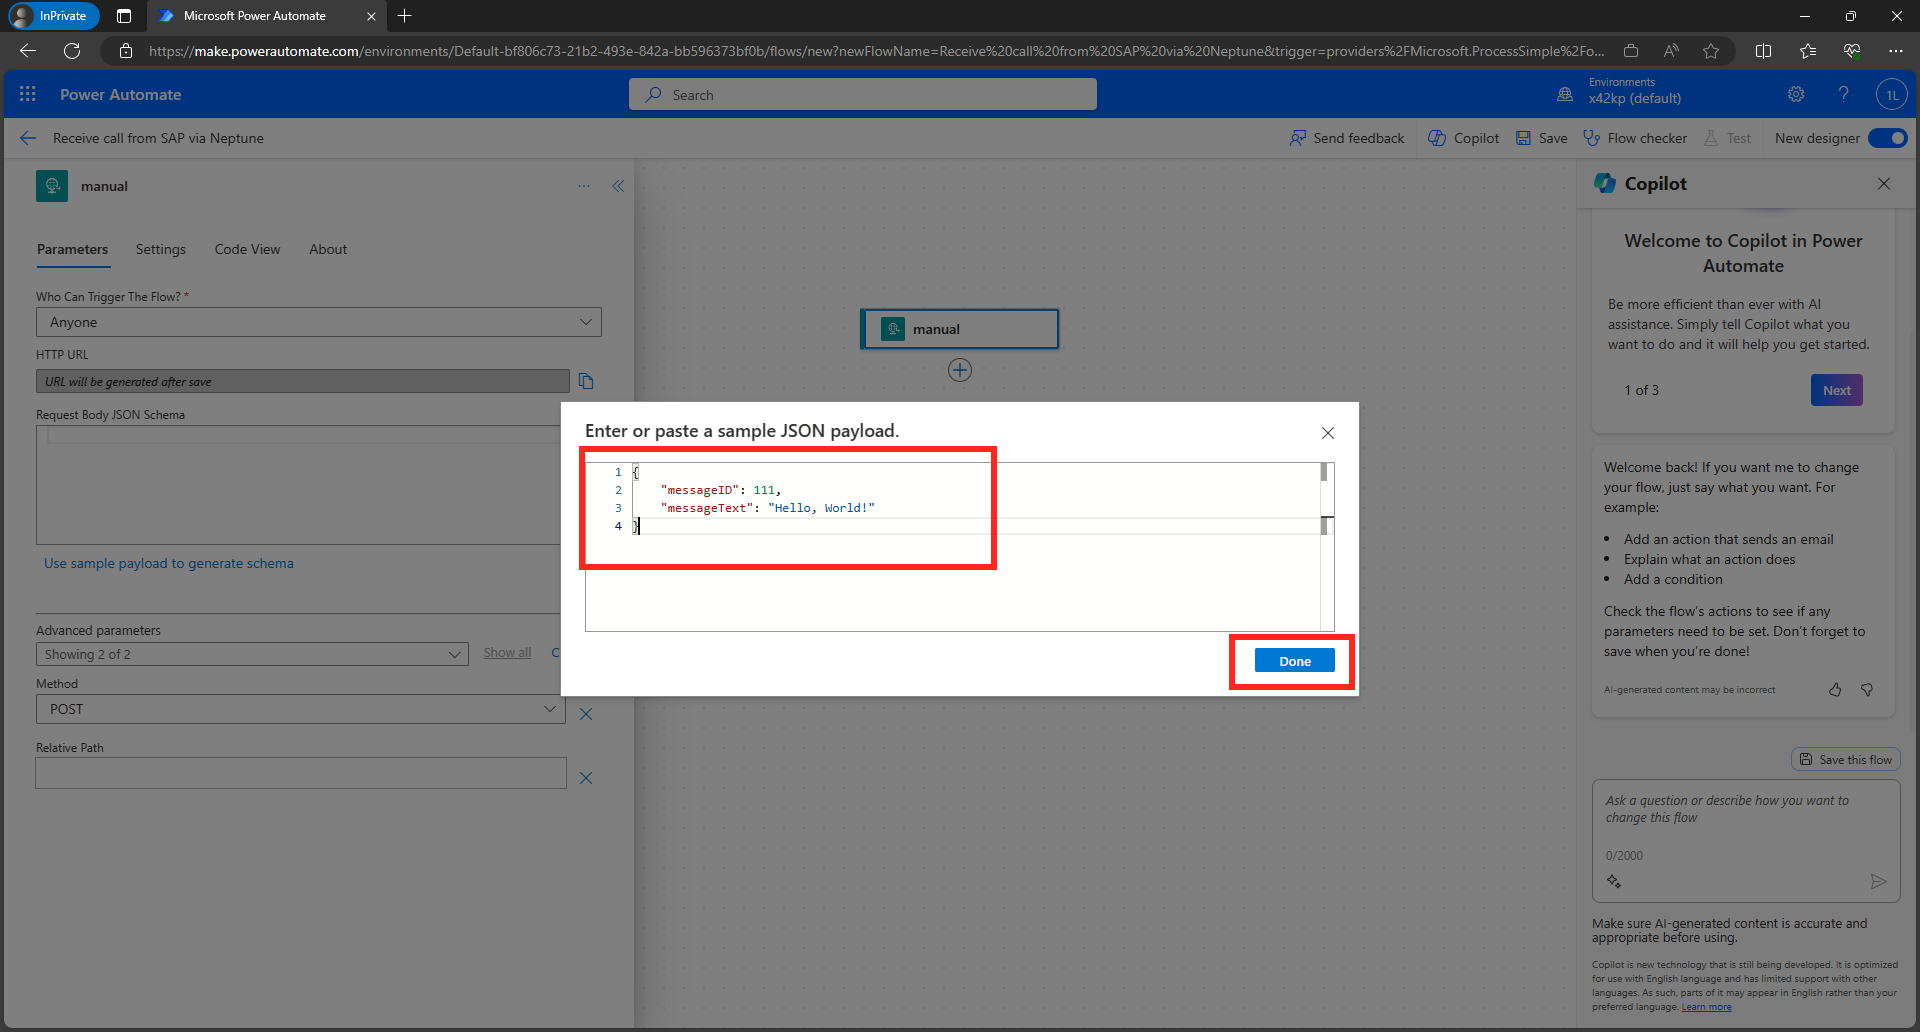 InPrivate
Microsoft Power Automate
https://make.powerautomate.com/environments/Default-bf806c73-21b2-493e-842a-bb596373bf0b/flows/new?newFlowName=Receive%20call%20from%20SAP%20via%20Neptune&trigger=providers%2FMicrosoft.ProcessSimple%2Fo...
Power Automate
Search
Environments
x42kp (default)
1L
Receive call from SAP via Neptune
Send feedback
Copilot
Save
Flow checker
Test
New designer
manual
Parameters
Settings
Code View
About
Who Can Trigger The Flow? *
Anyone
HTTP URL
URL will be generated after save
Request Body JSON Schema
Use sample payload to generate schema
Advanced parameters
Showing 2 of 2
Show all
C
Method
POST
Relative Path
manual
Enter or paste a sample JSON payload.
1 {
2 "messageID": 111,
3 "messageText": "Hello, World!"
4 }
Done
Copilot
Welcome to Copilot in Power
Automate
Be more efficient than ever with AI
assistance. Simply tell Copilot what you
want to do and it will help you get started.
1 of 3
Next
Welcome back! If you want me to change
your flow, just say what you want. For
example:
• Add an action that sends an email
• Explain what an action does
• Add a condition
Check the flow's actions to see if any
parameters need to be set. Don't forget to
save when you're done!
AI-generated content may be incorrect
Save this flow
Ask a question or describe how you want to
change this flow
0/2000
Make sure AI-generated content is accurate and
appropriate before using.
Copilot is new technology that is still being developed. It is optimized
for use with English language and has limited support with other
languages. As such, parts of it may appear in English rather than your
preferred language. Learn more